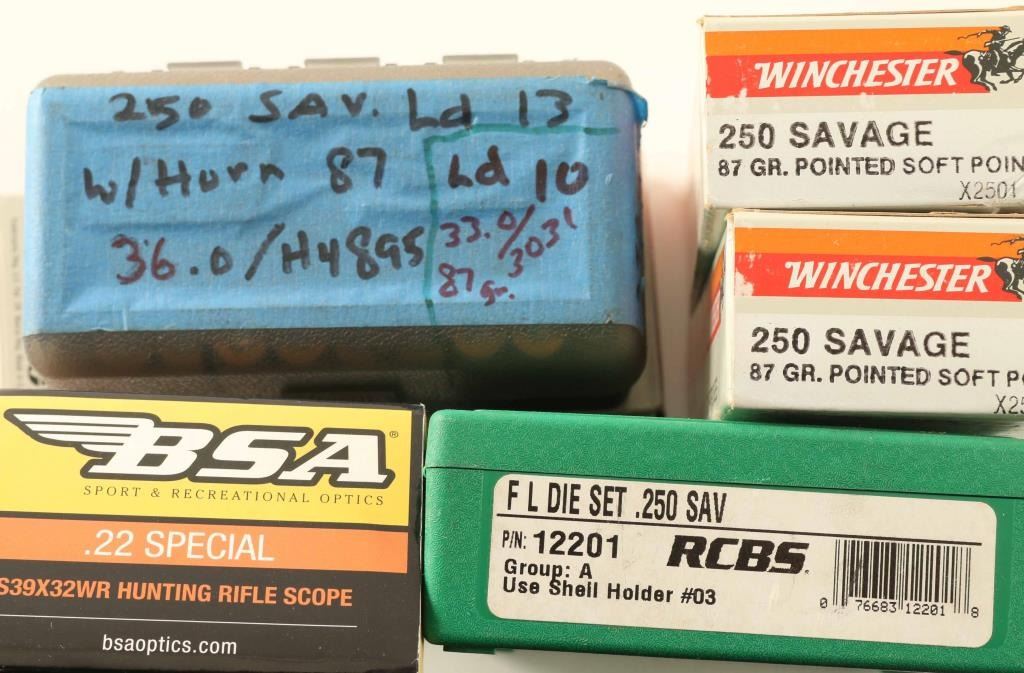 250 SAV. Ld 13
W/Horn 87
36.0/H4895
Ld 10
33.0/3031
87 gr.
WINCHESTER
250 SAVAGE
87 GR. POINTED SOFT POIN
X2501
WINCHESTER
250 SAVAGE
87 GR. POINTED SOFT P
X25
BSA®
SPORT & RECREATIONAL OPTICS
.22 SPECIAL
S39X32WR HUNTING RIFLE SCOPE
bsaoptics.com
F L DIE SET .250 SAV
P/N: 12201 RCBS.
Group: A
Use Shell Holder #03
0 76683 12201 8